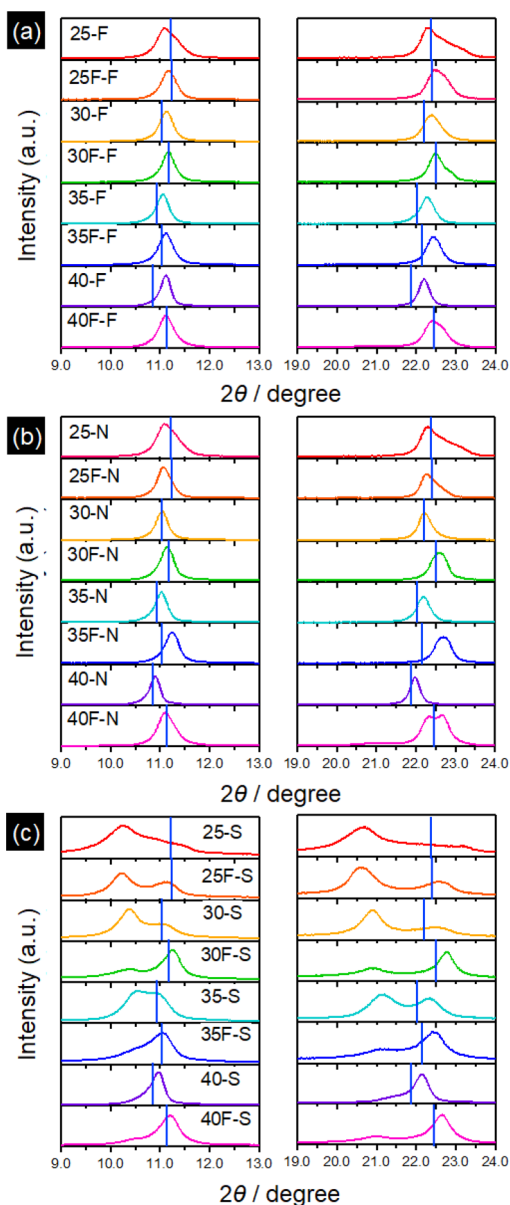 (a)
Intensity (a.u.)
25-F
25F-F
30-F
30F-F
35-F
35F-F
40-F
40F-F
9.0 10.0 11.0 12.0 13.0 19.0 20.0 21.0 22.0 23.0 24.0
(b)
Intensity (a.u.)
25-N
25F-N
30-N
30F-N
35-N
35F-N
40-N
40F-N
9.0 10.0 11.0 12.0 13.0 19.0 20.0 21.0 22.0 23.0 24.0
2θ / degree 2θ / degree
(c)
Intensity (a.u.)
25-S
25F-S
30-S
30F-S
35-S
35F-S
40-S
40F-S
9.0 10.0 11.0 12.0 13.0 19.0 20.0 21.0 22.0 23.0 24.0
2θ / degree 2θ / degree